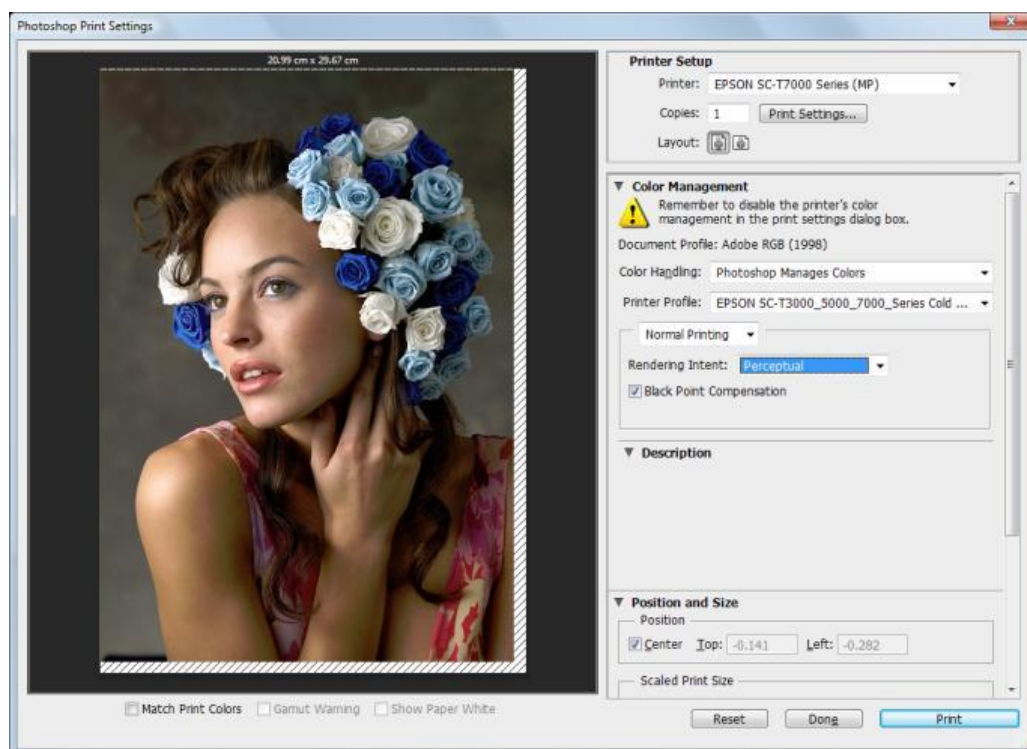 Photoshop Print Settings
20.99 cm x 29.67 cm
Printer Setup
Printer: EPSON SC-T7000 Series (MP)
Copies: 1 Print Settings...
Layout:
Color Management
Remember to disable the printer's color
management in the print settings dialog box.
Document Profile: Adobe RGB (1998)
Color Handling: Photoshop Manages Colors
Printer Profile: EPSON SC-T3000_5000_7000_Series Cold ...
Normal Printing
Rendering Intent: Perceptual
Black Point Compensation
Description
Position and Size
Position
Center Top: -0.141 Left: -0.282
Scaled Print Size
Match Print Colors Gamut Warning Show Paper White
Reset Done Print